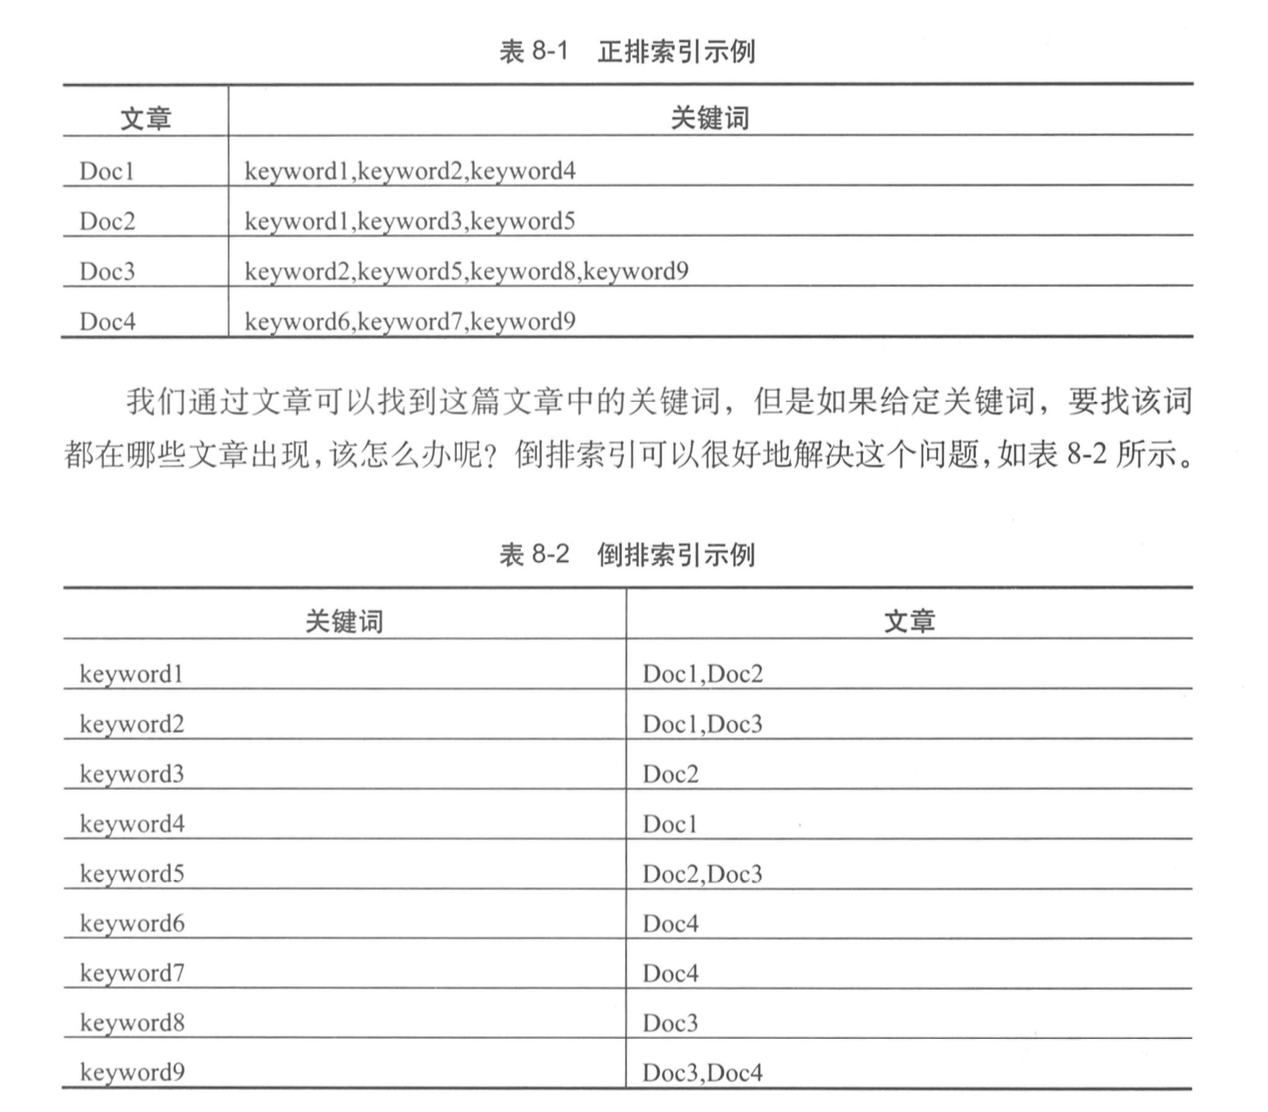 表 8-1 正排索引示例
文章 关键词
Doc1 keyword1,keyword2,keyword4
Doc2 keyword1,keyword3,keyword5
Doc3 keyword2,keyword5,keyword8,keyword9
Doc4 keyword6,keyword7,keyword9
我们通过文章可以找到这篇文章中的关键词，但是如果给定关键词，要找该词
都在哪些文章出现，该怎么办呢？倒排索引可以很好地解决这个问题，如表 8-2 所示。
表 8-2 倒排索引示例
关键词 文章
keyword1 Doc1,Doc2
keyword2 Doc1,Doc3
keyword3 Doc2
keyword4 Doc1
keyword5 Doc2,Doc3
keyword6 Doc4
keyword7 Doc4
keyword8 Doc3
keyword9 Doc3,Doc4